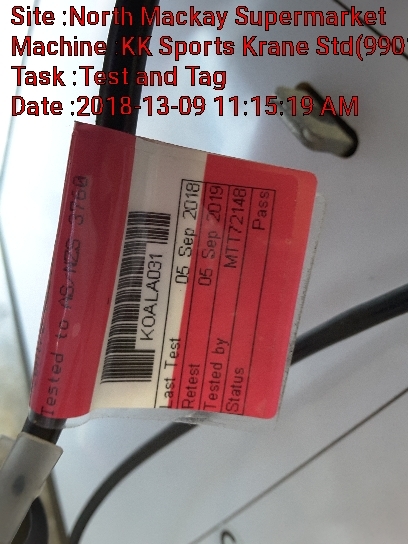 Site :North Mackay Supermarket
Machine :KK Sports Krane Std(990
Task :Test and Tag
Date :2018-13-09 11:15:19 AM
Tested to AS/NZS 3760
KOALA031
Last Test 05 Sep 2018
Retest 05 Sep 2019
Tested by MTT72148
Status Pass